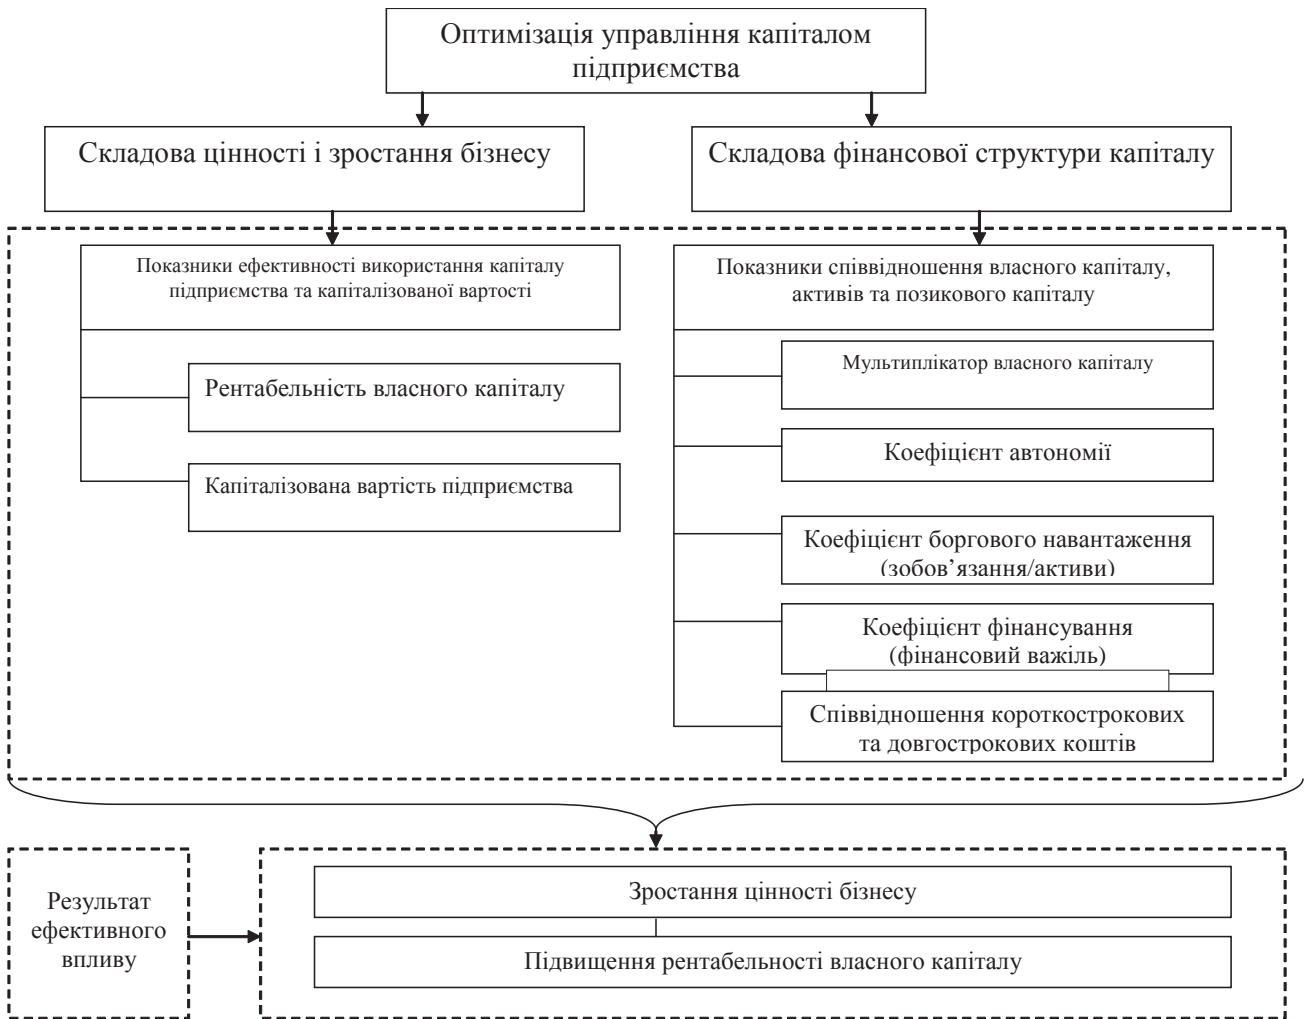 Оптимізація управління капіталом
підприємства
Складова цінності і зростання бізнесу
Складова фінансової структури капіталу
Показники ефективності використання капіталу
підприємства та капіталізованої вартості
Рентабельність власного капіталу
Капіталізована вартість підприємства
Показники співвідношення власного капіталу,
активів та позикового капіталу
Мультиплікатор власного капіталу
Коефіцієнт автономії
Коефіцієнт боргового навантаження
(зобов’язання/активи)
Коефіцієнт фінансування
(фінансовий важіль)
Співвідношення короткострокових
та довгострокових коштів
Результат
ефективного
впливу
Зростання цінності бізнесу
Підвищення рентабельності власного капіталу